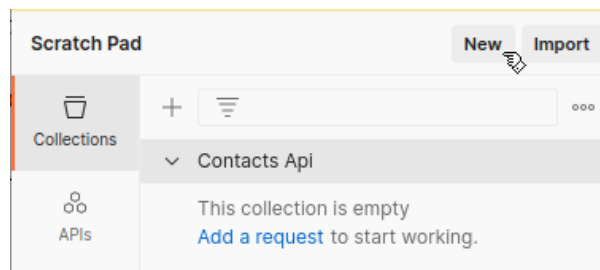 Scratch Pad
New
Import
Collections
Contacts Api
This collection is empty
Add a request to start working.
APIs